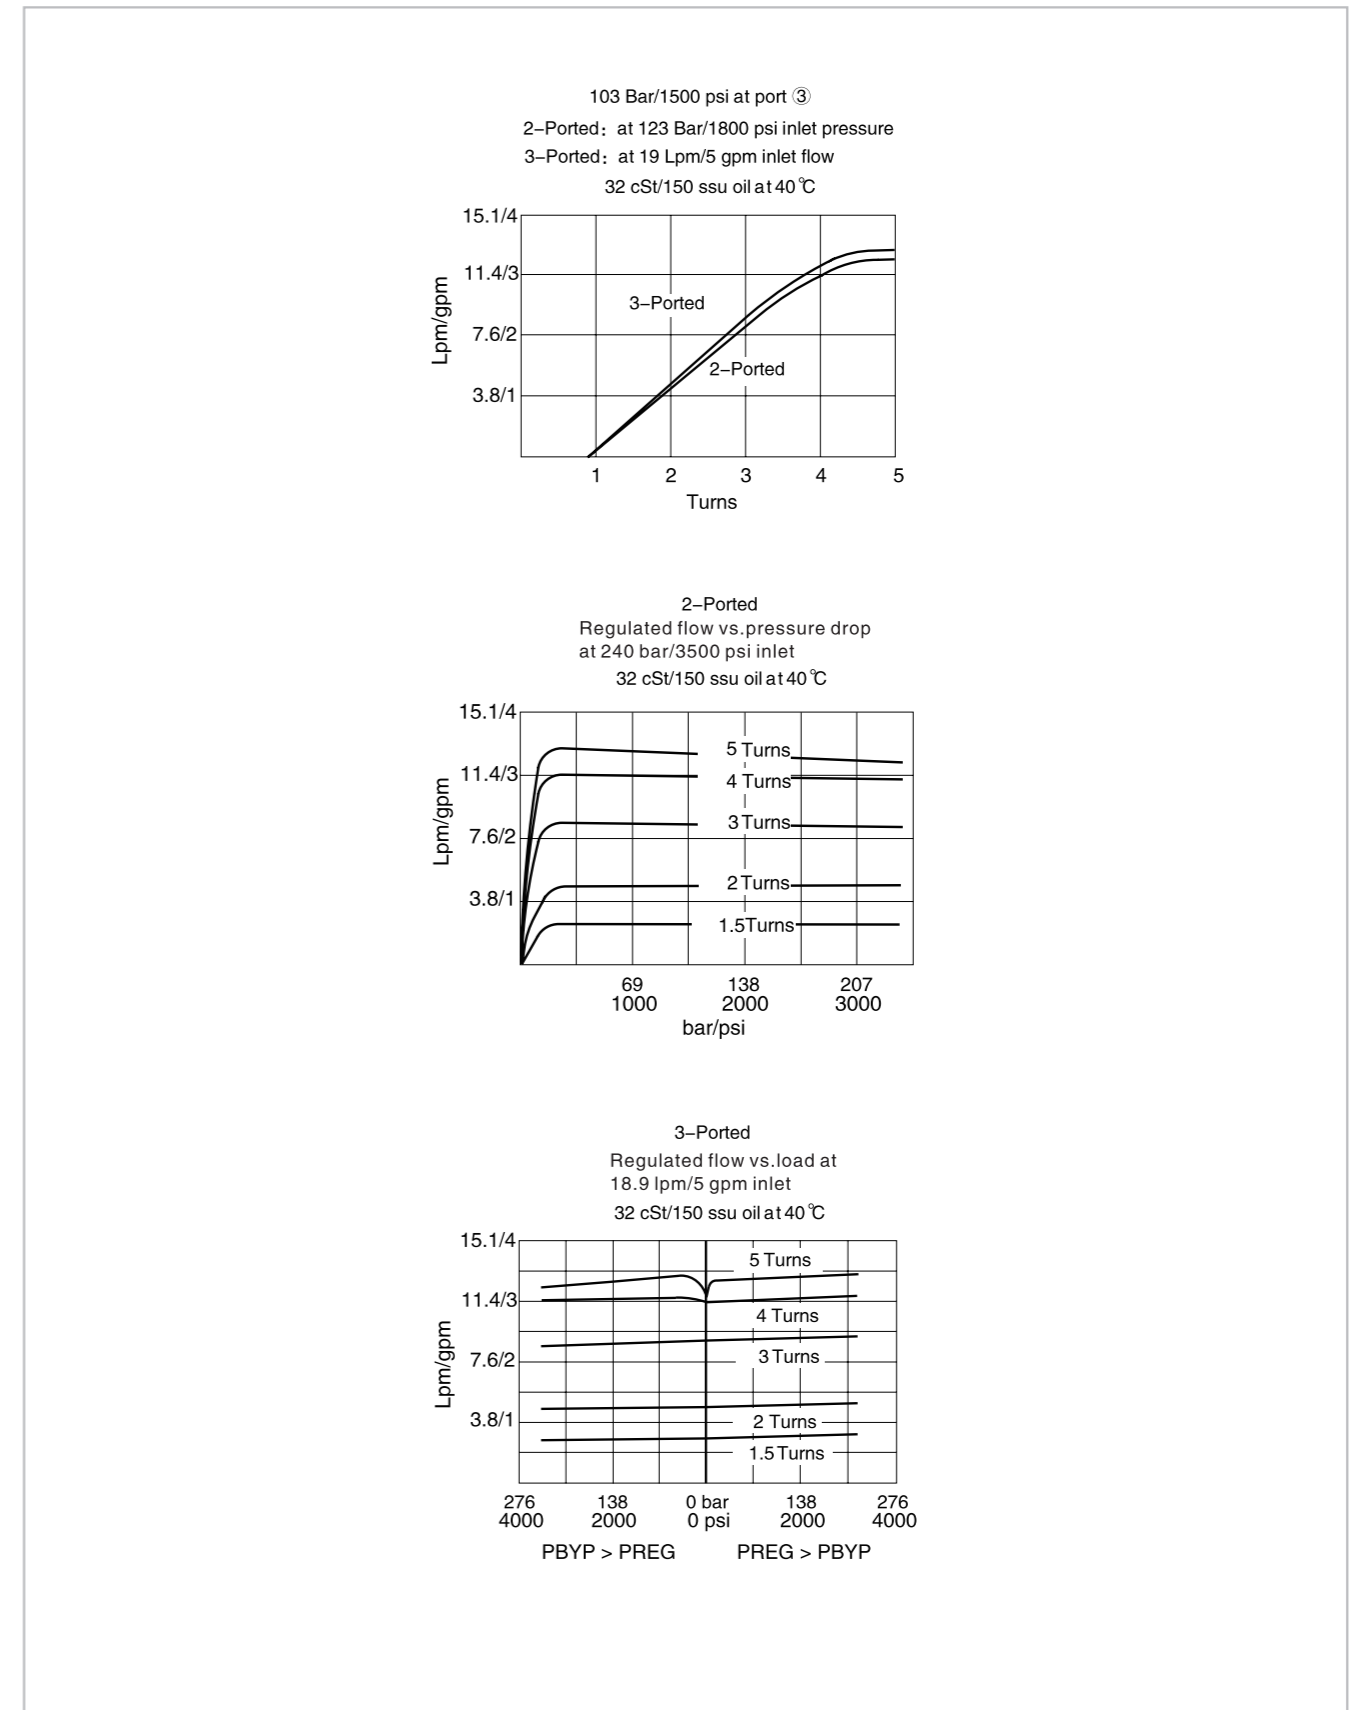 103 Bar/1500 psi at port ③
2–Ported: at 123 Bar/1800 psi inlet pressure
3–Ported: at 19 Lpm/5 gpm inlet flow
32 cSt/150 ssu oil at 40℃
15.1/4
11.4/3
7.6/2
3.8/1
Lpm/gpm
3–Ported
2–Ported
1 2 3 4 5
Turns
2–Ported
Regulated flow vs.pressure drop
at 240 bar/3500 psi inlet
32 cSt/150 ssu oil at 40℃
15.1/4
11.4/3
7.6/2
3.8/1
Lpm/gpm
5 Turns
4 Turns
3 Turns
2 Turns
1.5Turns
69 138 207
1000 2000 3000
bar/psi
3–Ported
Regulated flow vs.load at
18.9 lpm/5 gpm inlet
32 cSt/150 ssu oil at 40℃
15.1/4
11.4/3
7.6/2
3.8/1
Lpm/gpm
5 Turns
4 Turns
3 Turns
2 Turns
1.5 Turns
276 138 0 bar 138 276
4000 2000 0 psi 2000 4000
PBYP > PREG PREG > PBYP